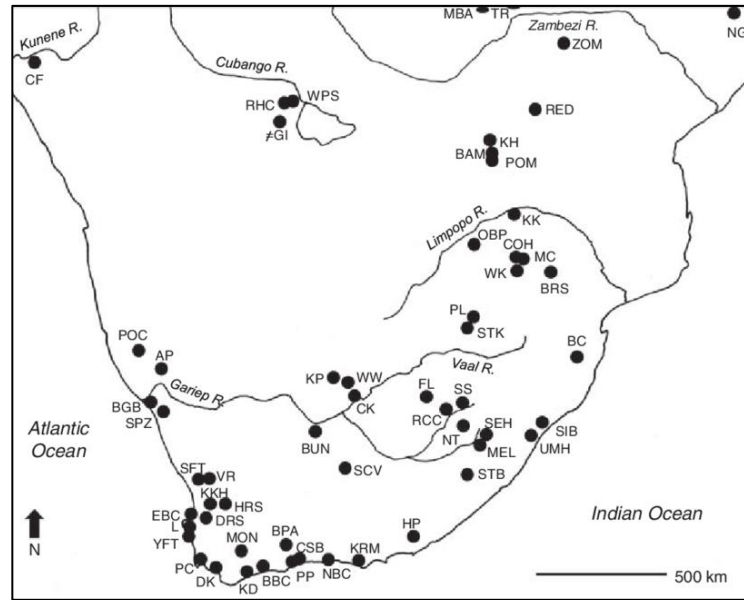 MBA
TR
Zambezi R.
NG
Kunene R.
ZOM
CF
Cubango R.
RHC
WPS
RED
≠GI
KH
BAM
POM
Limpopo R.
KK
OBP
COH
MC
WK
BRS
PL
STK
POC
BC
AP
Vaal R.
KP
WW
FL
SS
Gariep R.
CK
BGB
RCC
SEH
SIB
SPZ
NT
Atlantic
Ocean
BUN
MEL
UMH
SCV
STB
SFT
VR
KKH
HRS
EBC
DRS
Indian Ocean
L
YFT
HP
N
MON
BPA
CSB
KRM
PC
DK
KD
BBC
PP
NBC
500 km